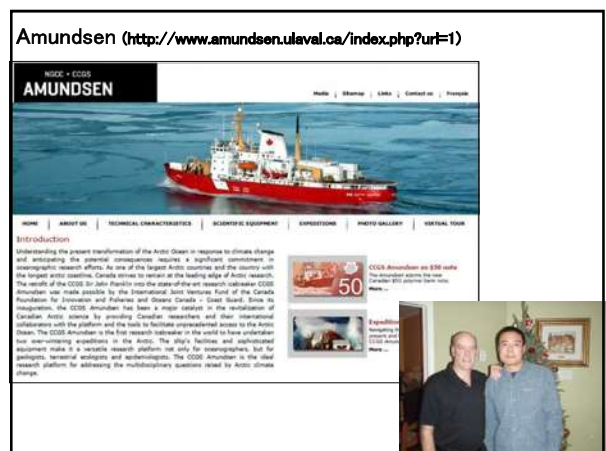 Amundsen (http://www.amundsen.ulaval.ca/index.php?url=1)
NGCC • CCGS
AMUNDSEN
Media | Sitemap | Links | Contact us | Français
HOME | ABOUT US | TECHNICAL CHARACTERISTICS | SCIENTIFIC EQUIPMENT | EXPEDITIONS | PHOTO GALLERY | VIRTUAL TOUR
Introduction
Understanding the present transformation of the Arctic Ocean in response to climate change
and anticipating the potential consequences requires a significant commitment in
oceanographic research efforts. As one of the largest Arctic countries and the country with
the longest arctic coastline, Canada strives to remain at the leading edge of Arctic research.
The retrofit of the CCGS Sir John Franklin into the state-of-the-art research icebreaker CCGS
Amundsen was made possible by the International Joint Ventures Fund of the Canada
Foundation for Innovation and Fisheries and Oceans Canada - Coast Guard. Since its
inauguration, the CCGS Amundsen has been a major catalyst in the revitalization of
Canadian Arctic science by providing Canadian researchers and their international
collaborators with the platform and the tools to facilitate unprecedented access to the Arctic
Ocean. The CCGS Amundsen is the first research icebreaker in the world to have undertaken
two over-wintering expeditions in the Arctic. The ship's facilities and sophisticated
equipment make it a versatile research platform not only for oceanographers, but for
geologists, terrestrial ecologists and epidemiologists. The CCGS Amundsen is the ideal
research platform for addressing the multidisciplinary questions raised by Arctic climate
change.
50
CCGS Amundsen on $50 note
The Amundsen adorns the new
Canadian $50 polymer bank note.
More ...
Expediti
Navigating th
present and
CCGS Amun
More ...